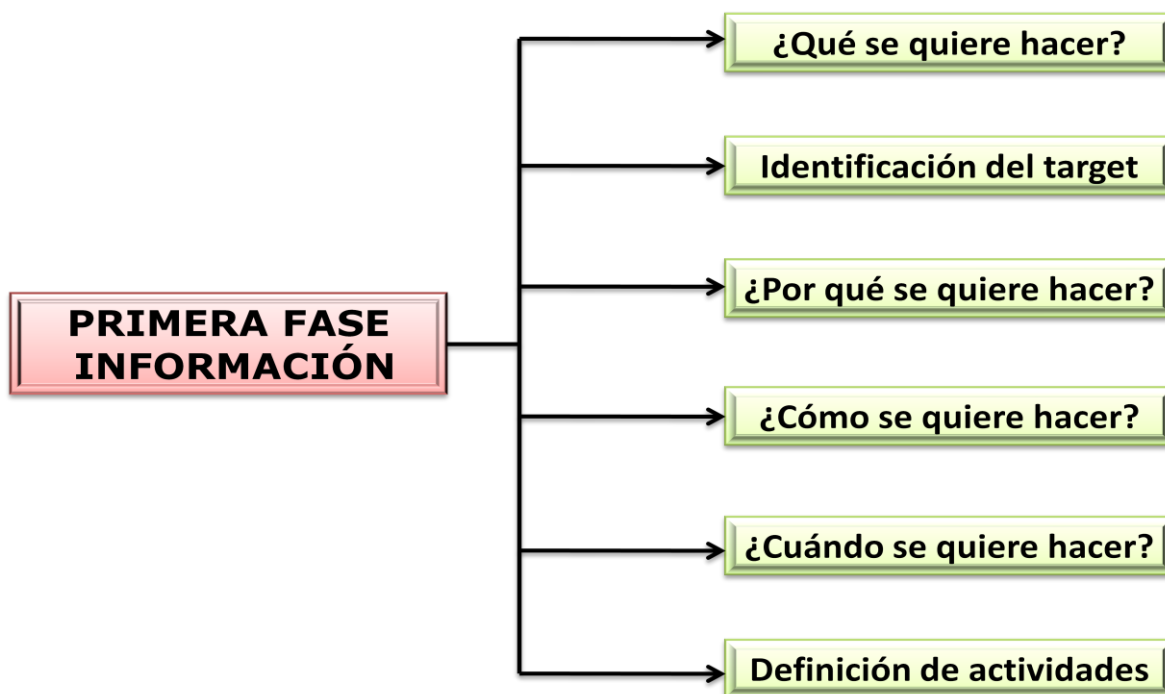 ¿Qué se quiere hacer?
Identificación del target
¿Por qué se quiere hacer?
PRIMERA FASE
INFORMACIÓN
¿Cómo se quiere hacer?
¿Cuándo se quiere hacer?
Definición de actividades